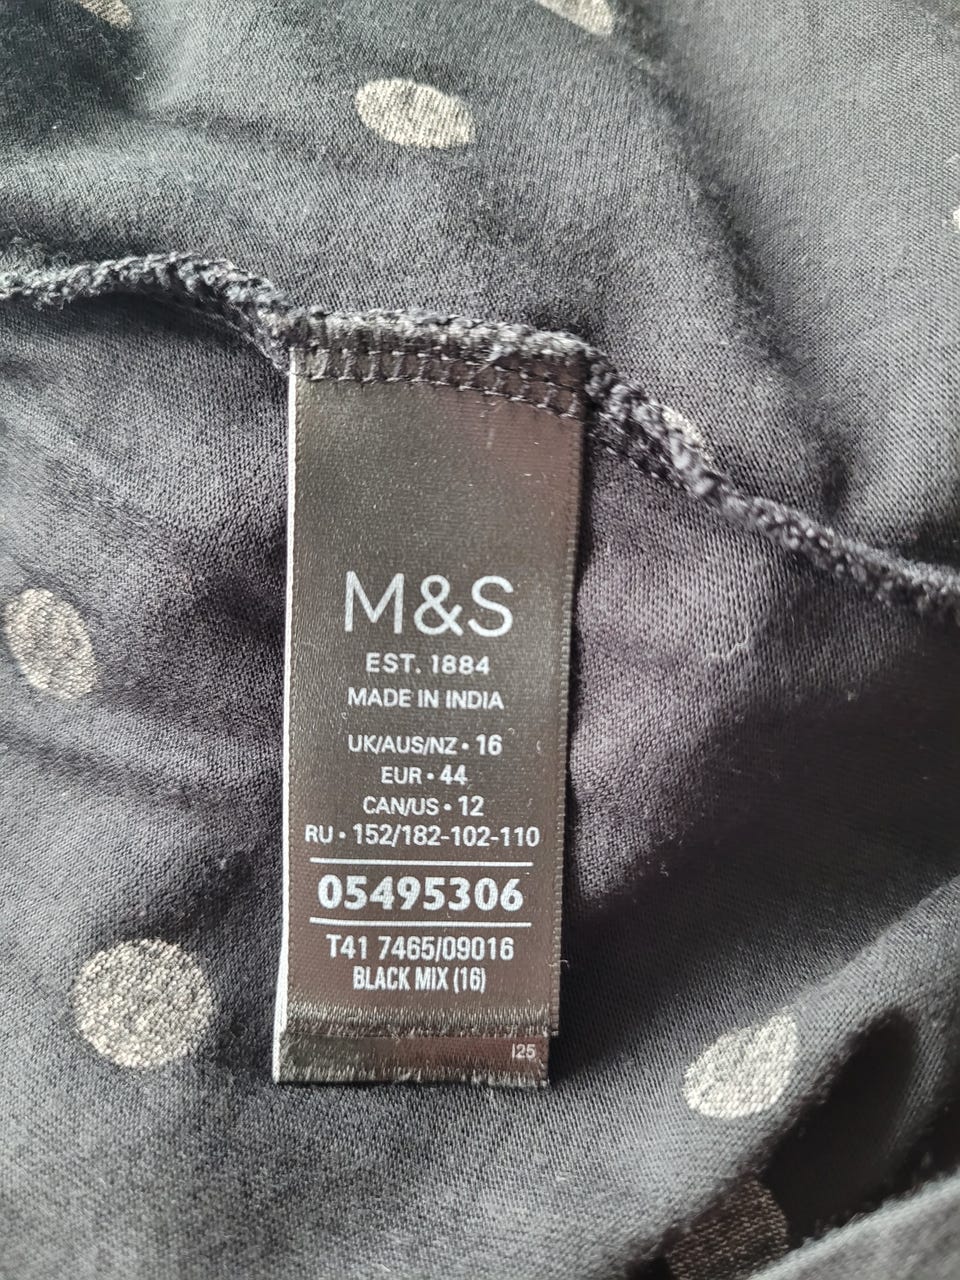 M&S
EST. 1884
MADE IN INDIA
UK/AUS/NZ • 16
EUR • 44
CAN/US • 12
RU • 152/182-102-110
05495306
T41 7465/09016
BLACK MIX (16)
I25